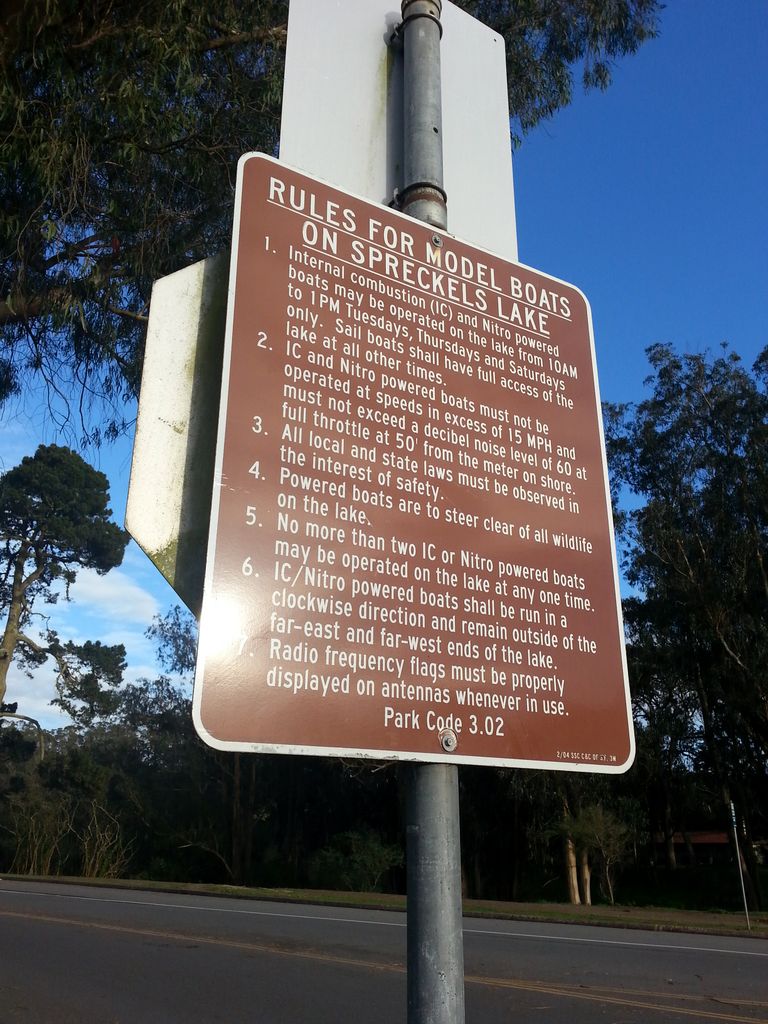 RULES FOR MODEL BOATS
ON SPRECKELS LAKE
1. Internal combustion (IC) and Nitro powered
boats may be operated on the lake from 10AM
to 1PM Tuesdays, Thursdays and Saturdays
only. Sail boats shall have full access of the
lake at all other times.
2. IC and Nitro powered boats must not be
operated at speeds in excess of 15 MPH and
must not exceed a decibel noise level of 60 at
full throttle at 50' from the meter on shore.
3. All local and state laws must be observed in
the interest of safety.
4. Powered boats are to steer clear of all wildlife
on the lake.
5. No more than two IC or Nitro powered boats
may be operated on the lake at any one time.
6. IC/Nitro powered boats shall be run in a
clockwise direction and remain outside of the
far-east and far-west ends of the lake.
7. Radio frequency flags must be properly
displayed on antennas whenever in use.
Park Code 3.02
2/04 SSC C&C OF